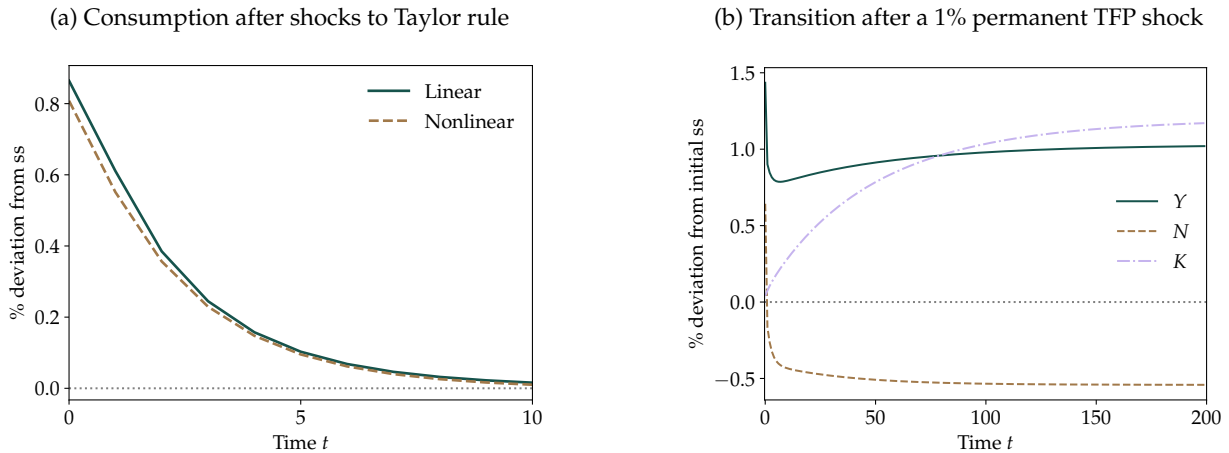 (a) Consumption after shocks to Taylor rule
% deviation from ss
0.8
0.6
0.4
0.2
0.0
Linear
Nonlinear
0
5
10
Time t
(b) Transition after a 1% permanent TFP shock
% deviation from initial ss
1.5
1.0
0.5
0.0
−0.5
Y
N
K
0
50
100
150
200
Time t